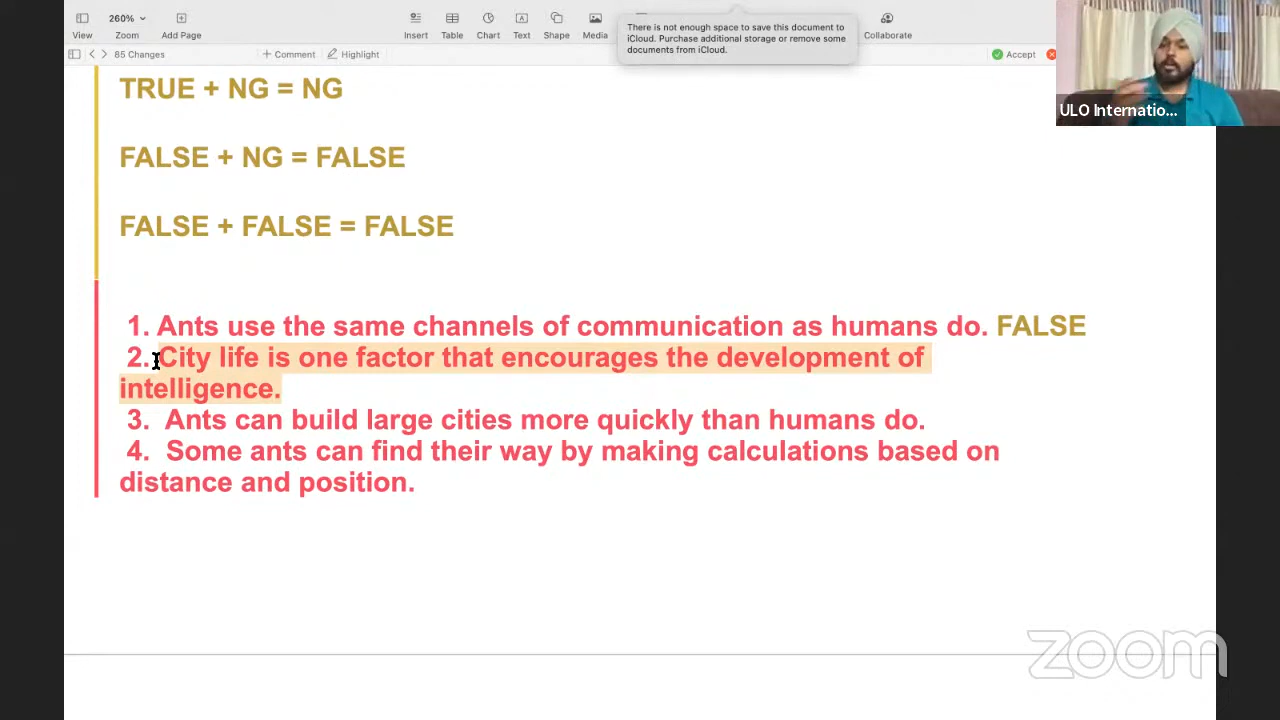 260%
View
Zoom
Add Page
Insert
Table
Chart
Text
Shape
Media
Collaborate
There is not enough space to save this document to
iCloud. Purchase additional storage or remove some
documents from iCloud.
85 Changes
Comment
Highlight
Accept
ULO Internatio...
TRUE + NG = NG
FALSE + NG = FALSE
FALSE + FALSE = FALSE
1. Ants use the same channels of communication as humans do. FALSE
2. City life is one factor that encourages the development of
intelligence.
3. Ants can build large cities more quickly than humans do.
4. Some ants can find their way by making calculations based on
distance and position.
zoom